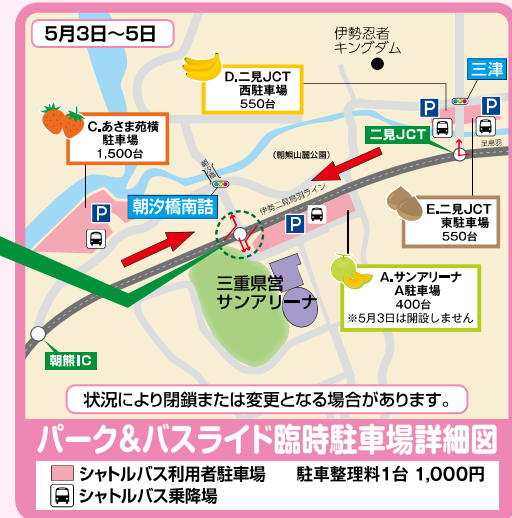 5月3日～5日
伊勢忍者
キングダム
D.二見JCT
西駐車場
550台
三津
P
P
C.あさま苑横
駐車場
1,500台
二見JCT
至鳥羽
(朝熊山麓公園)
P
朝汐橋南詰
伊勢二見鳥羽ライン
P
E.二見JCT
東駐車場
550台
三重県営
サンアリーナ
A.サンアリーナ
A駐車場
400台
※5月3日は開設しません
朝熊IC
状況により閉鎖または変更となる場合があります。
パーク&バスライド臨時駐車場詳細図
シャトルバス利用者駐車場 駐車整理料1台 1,000円
シャトルバス乗降場